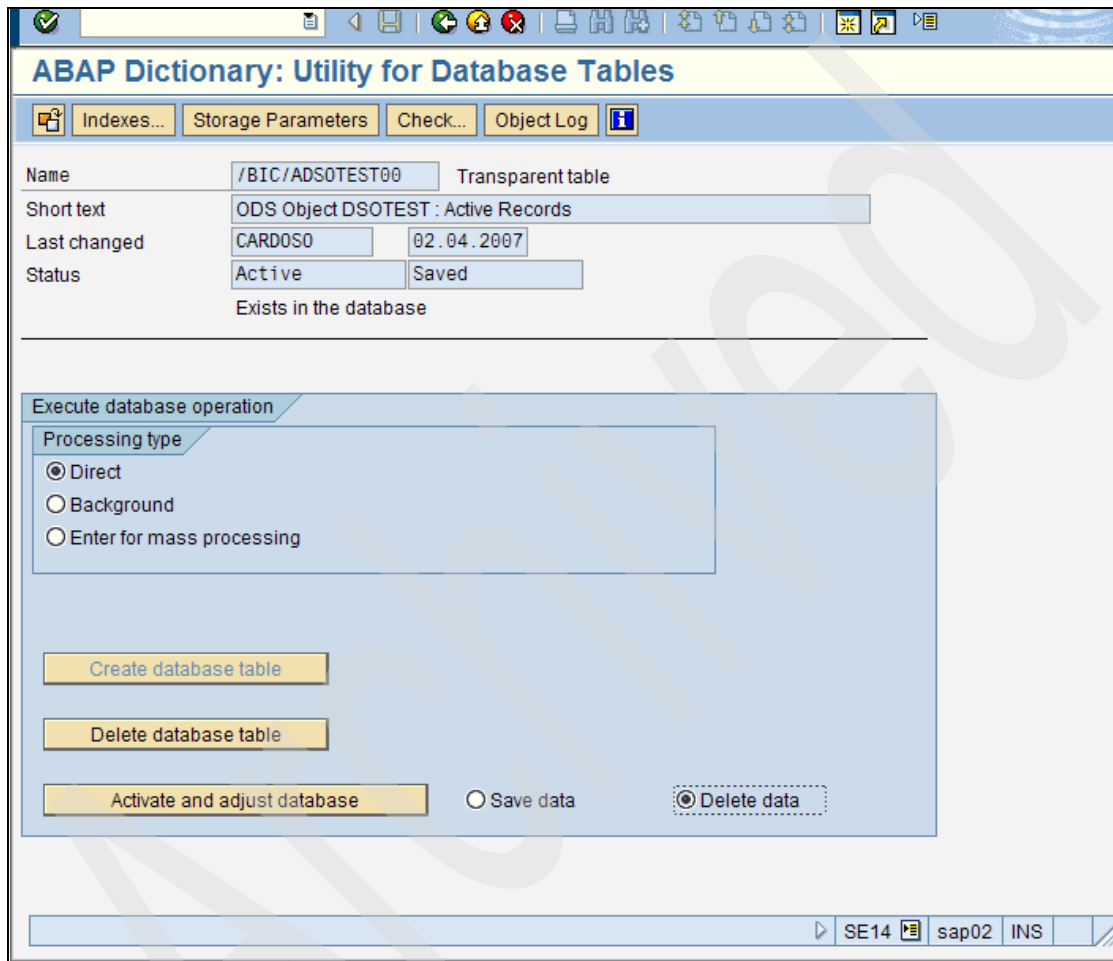 ABAP Dictionary: Utility for Database Tables
Indexes... Storage Parameters Check... Object Log
Name /BIC/ADSOTEST00 Transparent table
Short text ODS Object DSOTEST : Active Records
Last changed CARDOSO 02.04.2007
Status Active Saved
Exists in the database
Execute database operation
Processing type
Direct
Background
Enter for mass processing
Create database table
Delete database table
Activate and adjust database Save data Delete data
SE14 sap02 INS
Archived